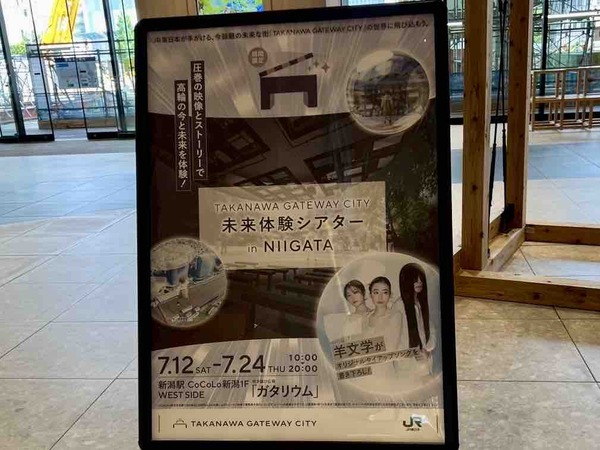 JR東日本が手がける、今話題の未来な街「TAKANAWA GATEWAY CITY」の世界に飛び込もう。
圧巻の映像とストーリーで
高輪の今と未来を体験！
TAKANAWA GATEWAY CITY
未来体験シアター
in NIIGATA
羊文学が
オリジナルタイアップソングを
書き下ろし！
7.12 SAT -7.24 THU 10:00 20:00
新潟駅 CoCoLo新潟1F
WEST SIDE
「ガタリウム」
TAKANAWA GATEWAY CITY
JR
JR東日本